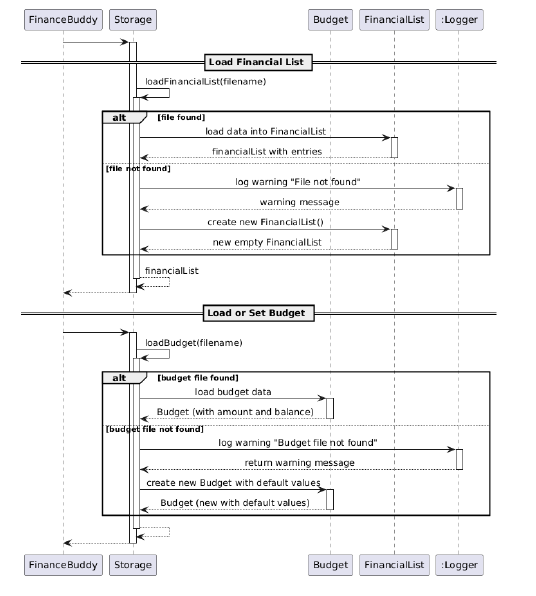 FinanceBuddy Storage Budget FinancialList :Logger
Load Financial List
loadFinancialList(filename)
alt [file found]
load data into FinancialList
financialList with entries
[file not found]
log warning "File not found"
warning message
create new FinancialList()
new empty FinancialList
financialList
Load or Set Budget
loadBudget(filename)
alt [budget file found]
load budget data
Budget (with amount and balance)
[budget file not found]
log warning "Budget file not found"
return warning message
create new Budget with default values
Budget (new with default values)
FinanceBuddy Storage Budget FinancialList :Logger